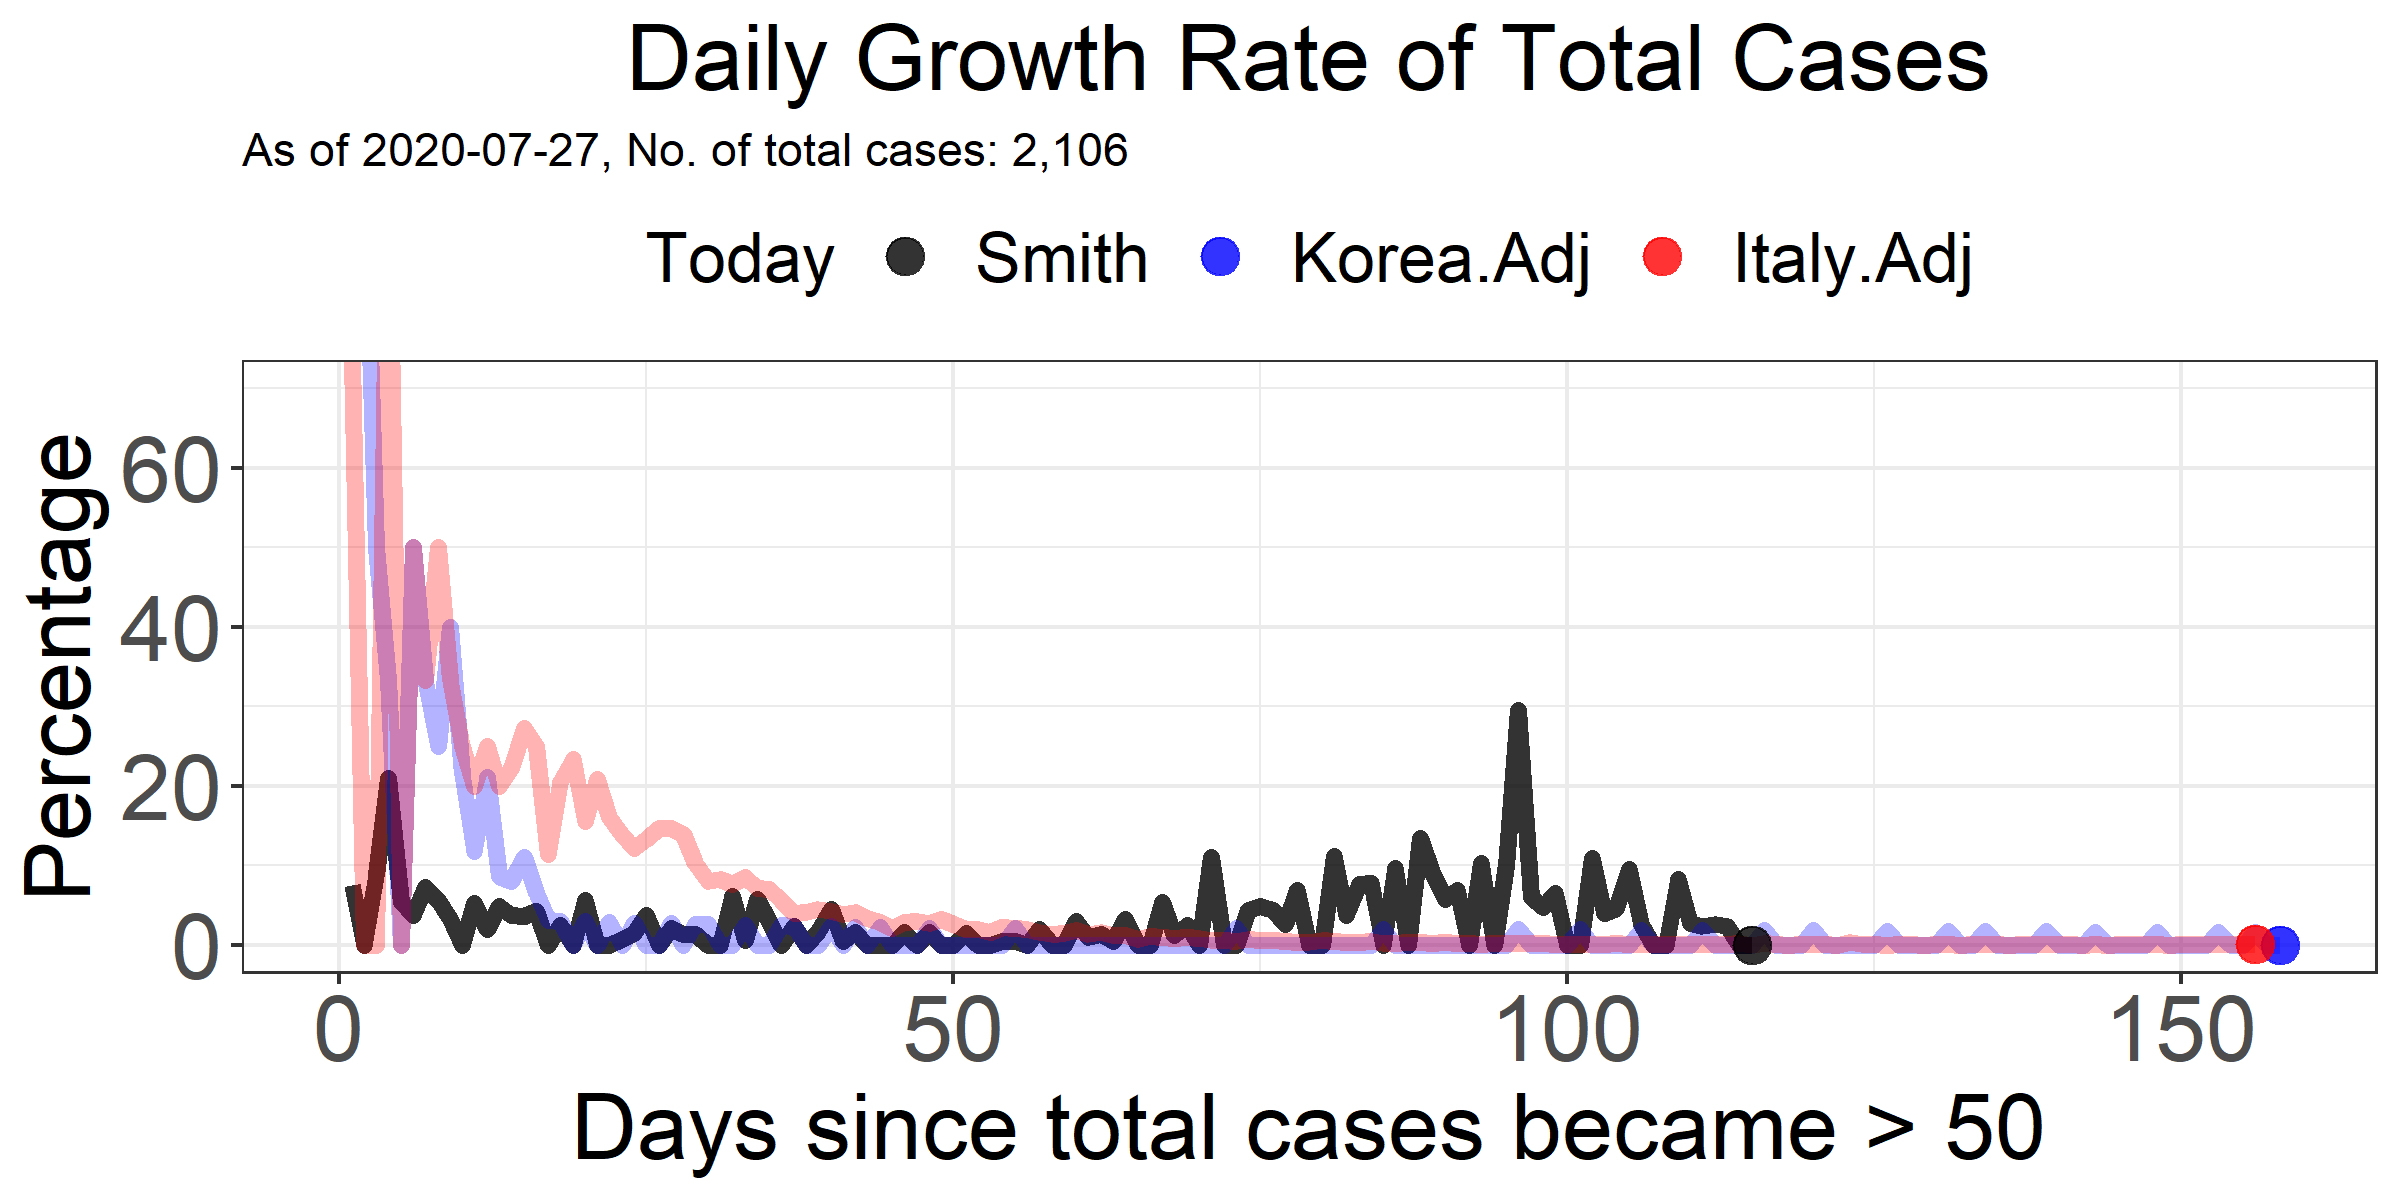 Daily Growth Rate of Total Cases
As of 2020-07-27, No. of total cases: 2,106
Today Smith Korea.Adj Italy.Adj
Percentage
60
40
20
0
0 50 100 150
Days since total cases became > 50